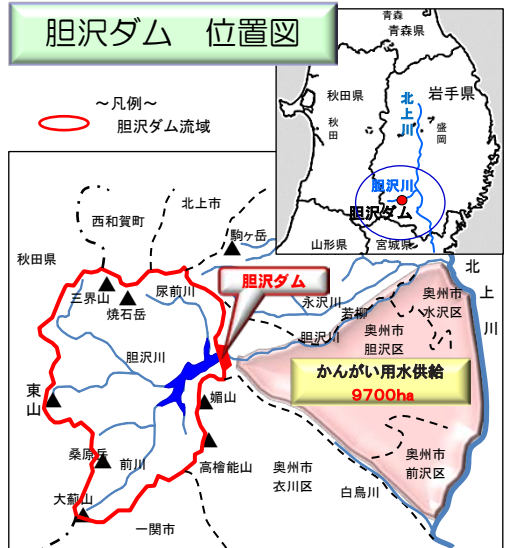 胆沢ダム 位置図
～凡例～
胆沢ダム流域
青森
青森県
秋田県
岩手県
北上川
秋田
盛岡
胆沢川
胆沢ダム
山形県
宮城県
北上市
西和賀町
駒ヶ岳
秋田県
胆沢ダム
北上川
三界山
焼石岳
尿前川
永沢川
若柳
奥州市
水沢区
胆沢川
奥州市
胆沢区
胆沢川
かんがい用水供給
9700ha
東山
媚山
桑原岳
前川
高檜能山
奥州市
衣川区
奥州市
前沢区
大薊山
白鳥川
一関市